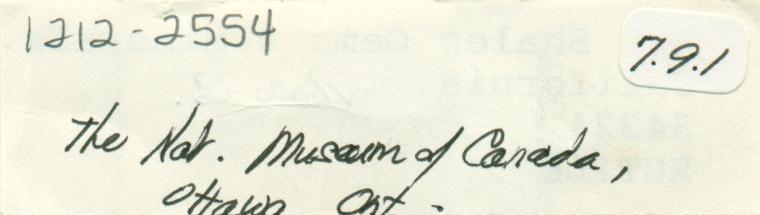 1212-2554
7.9.1
The Nat. Museum of Canada,
Ottawa Ont.